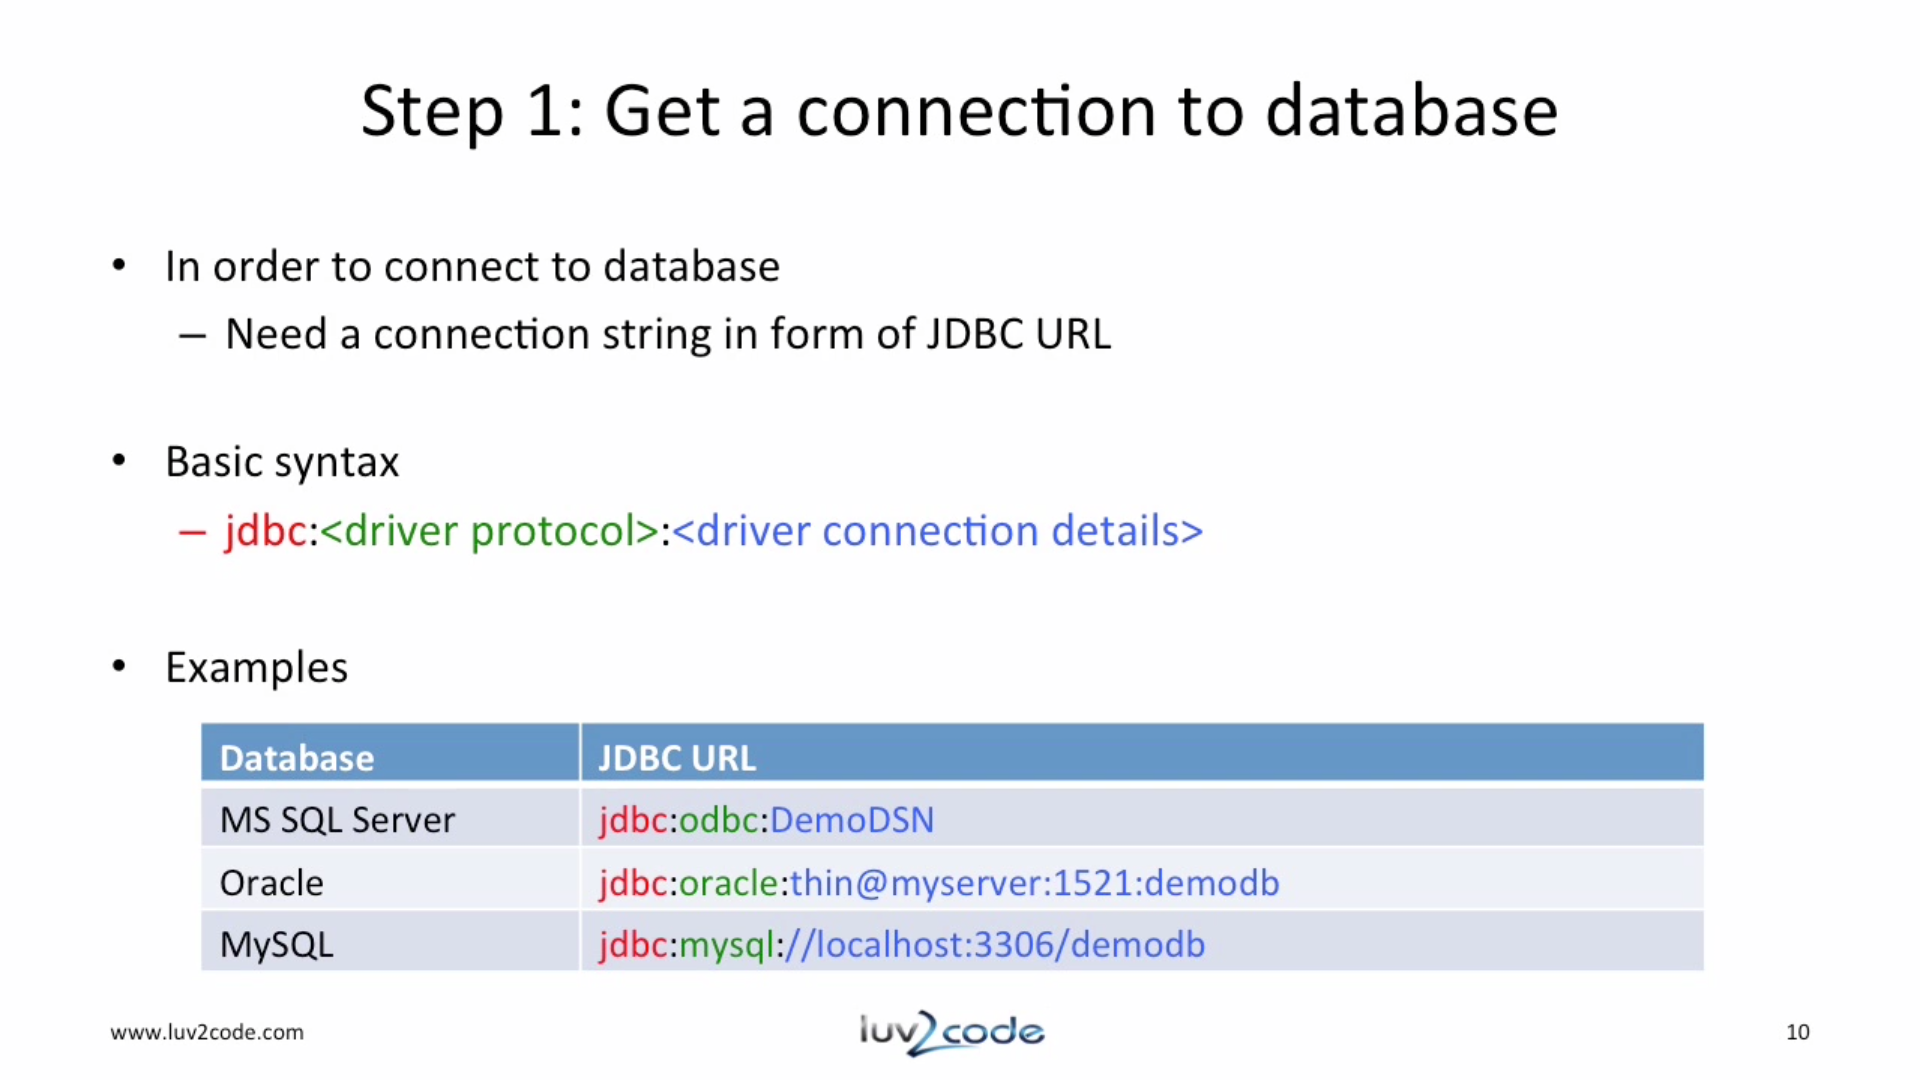 Step 1: Get a connection to database
• In order to connect to database
– Need a connection string in form of JDBC URL
• Basic syntax
– jdbc:<driver protocol>:<driver connection details>
• Examples
Database JDBC URL
MS SQL Server jdbc:odbc:DemoDSN
Oracle jdbc:oracle:thin@myserver:1521:demodb
MySQL jdbc:mysql://localhost:3306/demodb
www.luv2code.com luv2code 10